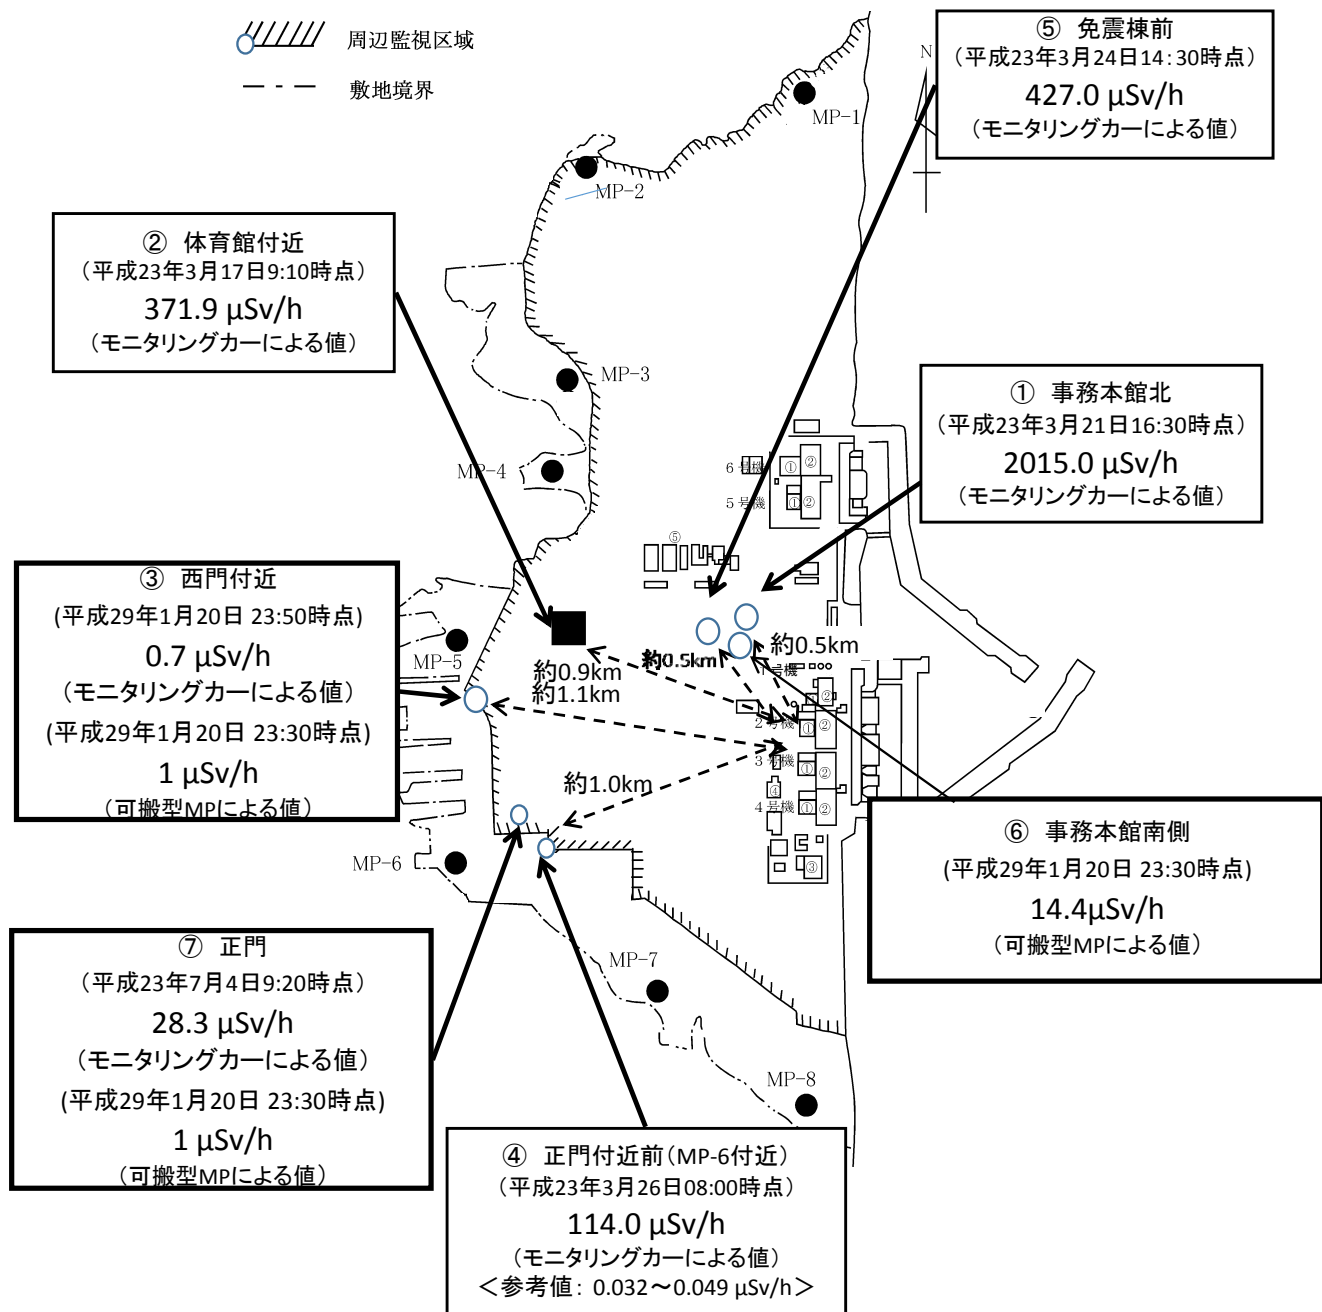 周辺監視区域
敷地境界
⑤ 免震棟前
（平成23年3月24日14：30時点）
427.0 μSv/h
（モニタリングカーによる値）
N
MP-1
MP-2
② 体育館付近
（平成23年3月17日9:10時点）
371.9 μSv/h
（モニタリングカーによる値）
MP-3
MP-4
① 事務本館北
（平成23年3月21日16:30時点）
2015.0 μSv/h
（モニタリングカーによる値）
6号機
①
②
5号機
①
②
⑤
③ 西門付近
(平成29年1月20日 23:50時点)
0.7 μSv/h
（モニタリングカーによる値）
(平成29年1月20日 23:30時点)
1 μSv/h
（可搬型MPによる値）
MP-5
約0.9km
約1.1km
約0.5km
約0.5km
1号機
②
2号機
①
②
3号機
①
②
④
4号機
①
②
③
約1.0km
MP-6
⑥ 事務本館南側
(平成29年1月20日 23:30時点)
14.4μSv/h
（可搬型MPによる値）
⑦ 正門
（平成23年7月4日9:20時点）
28.3 μSv/h
（モニタリングカーによる値）
(平成29年1月20日 23:30時点)
1 μSv/h
（可搬型MPによる値）
MP-7
MP-8
④ 正門付近前（MP-6付近）
（平成23年3月26日08:00時点）
114.0 μSv/h
（モニタリングカーによる値）
＜参考値： 0.032～0.049 μSv/h＞